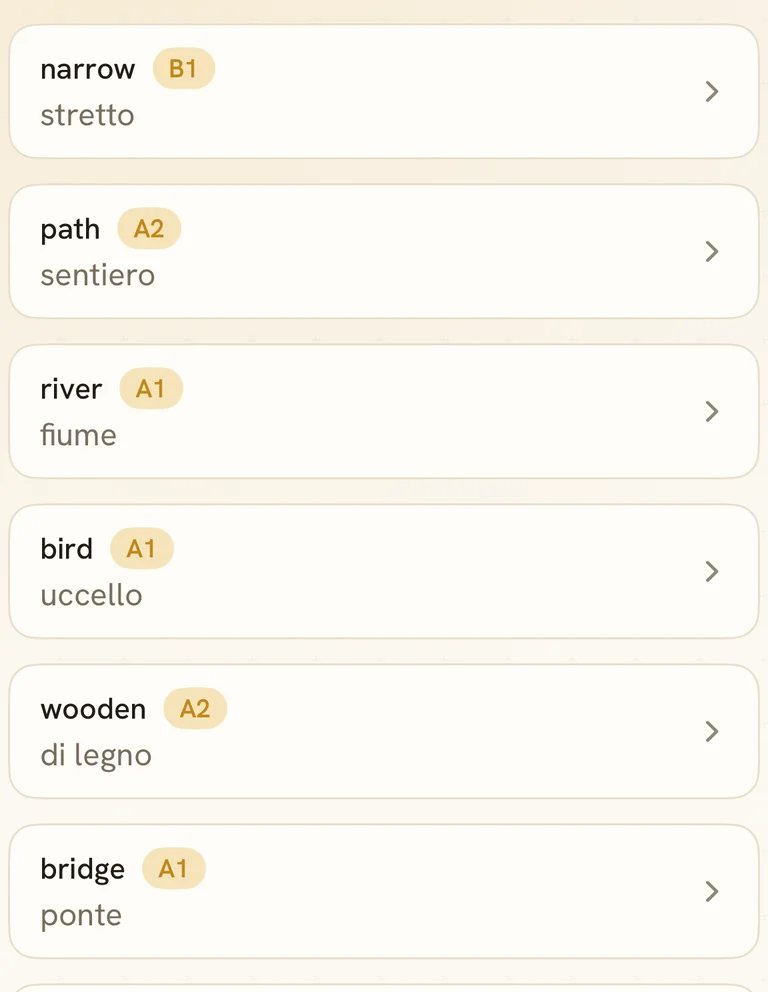 narrow B1
stretto
path A2
sentiero
river A1
fiume
bird A1
uccello
wooden A2
di legno
bridge A1
ponte